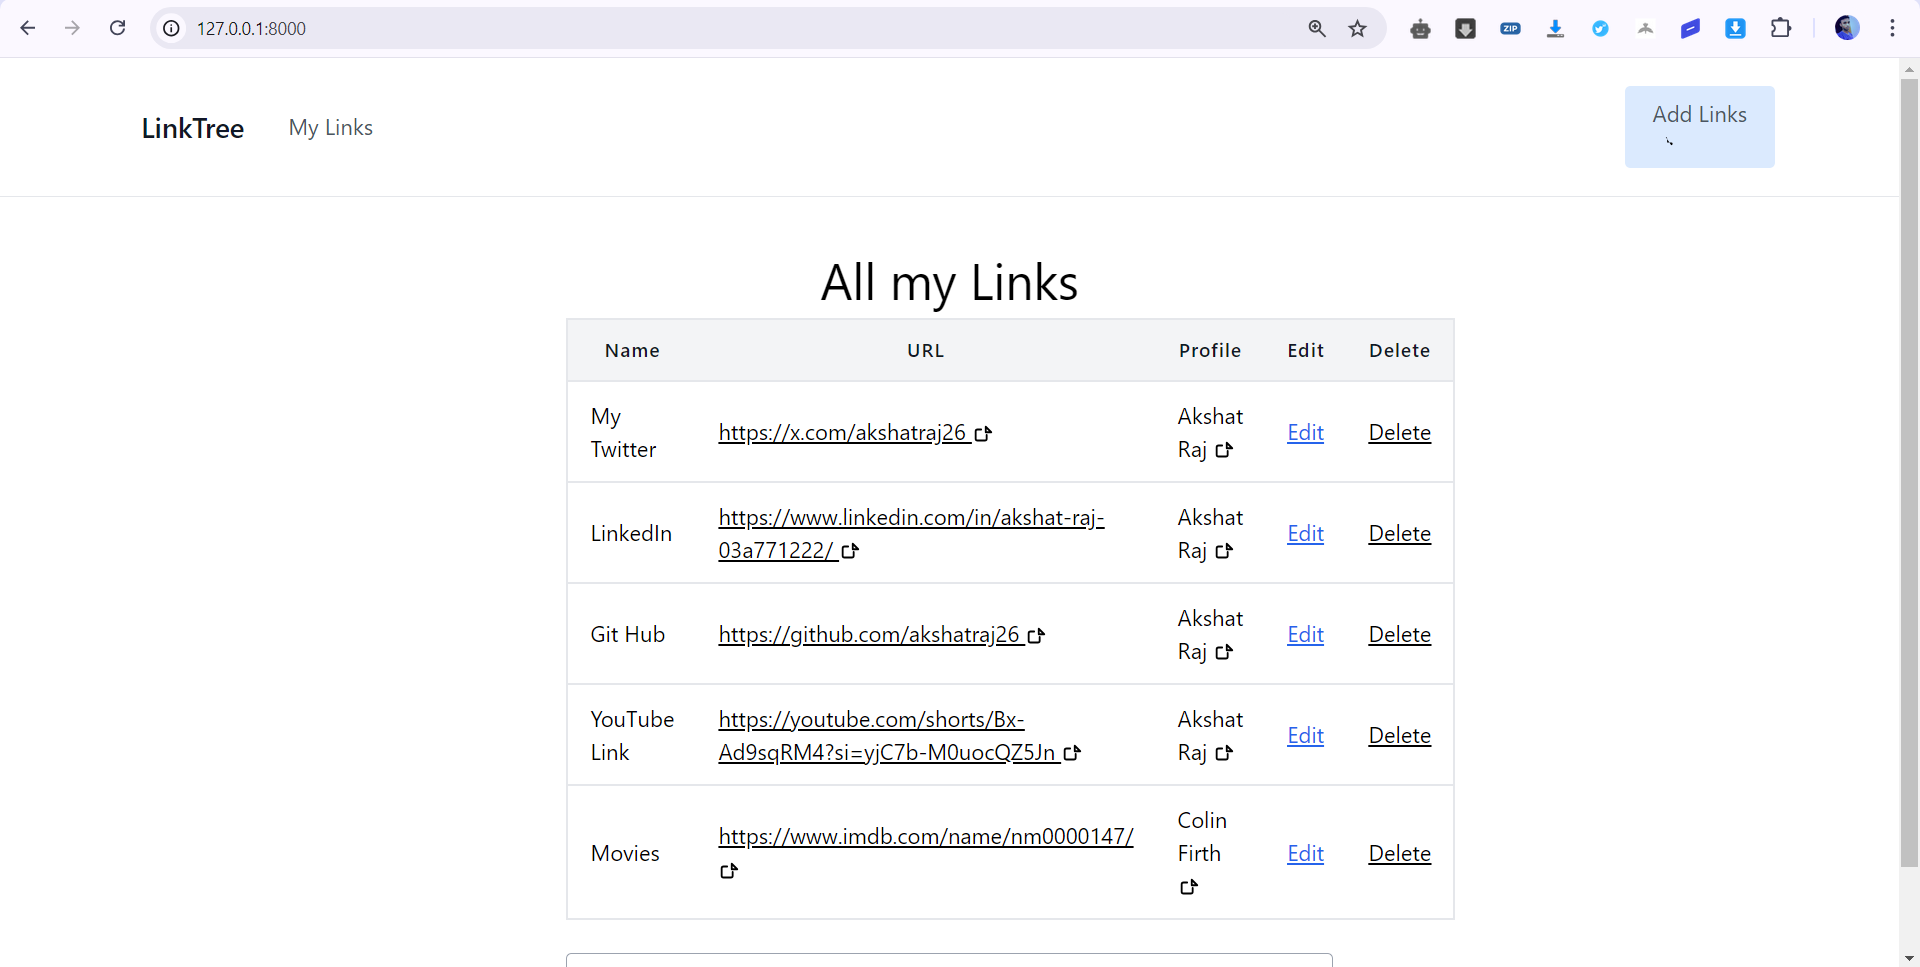 127.0.0.1:8000
ZIP
LinkTree My Links Add Links
All my Links
Name URL Profile Edit Delete
My Twitter https://x.com/akshatraj26 Akshat Raj Edit Delete
LinkedIn https://www.linkedin.com/in/akshat-raj-03a771222/ Akshat Raj Edit Delete
Git Hub https://github.com/akshatraj26 Akshat Raj Edit Delete
YouTube Link https://youtube.com/shorts/Bx-Ad9sqRM4?si=yjC7b-M0uocQZ5Jn Akshat Raj Edit Delete
Movies https://www.imdb.com/name/nm0000147/ Colin Firth Edit Delete